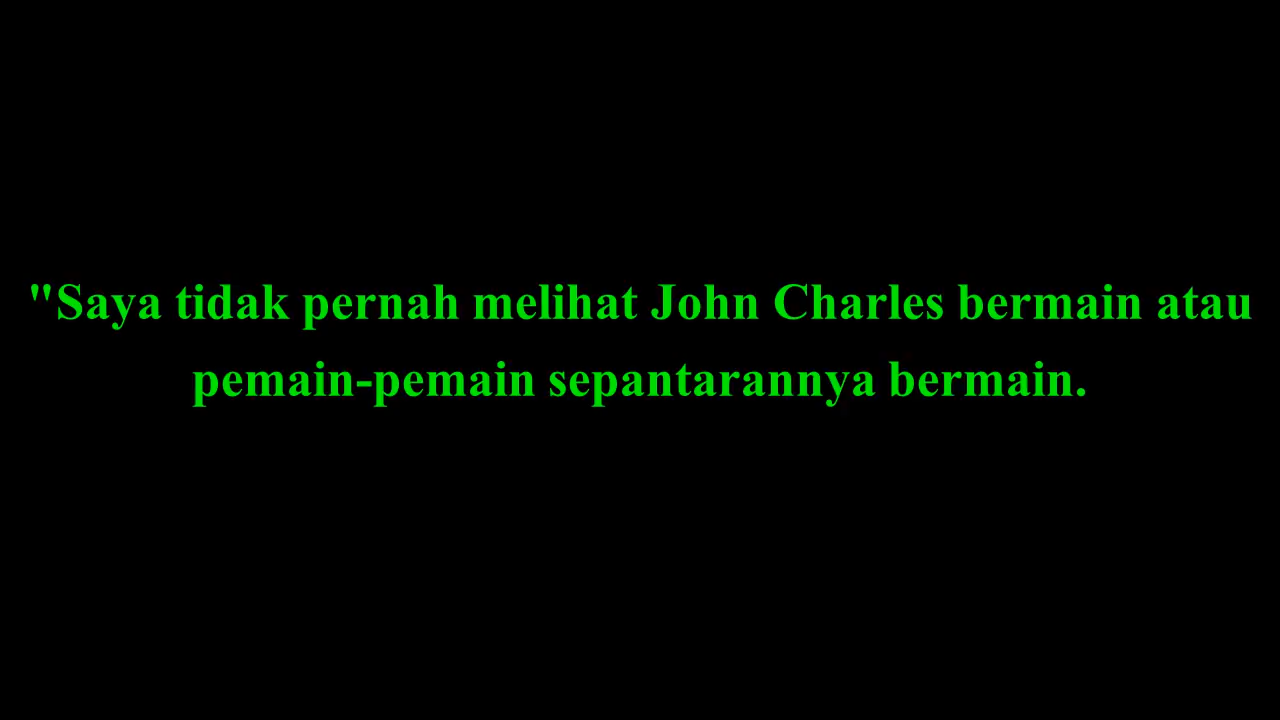 "Saya tidak pernah melihat John Charles bermain atau
pemain-pemain sepantarannya bermain.